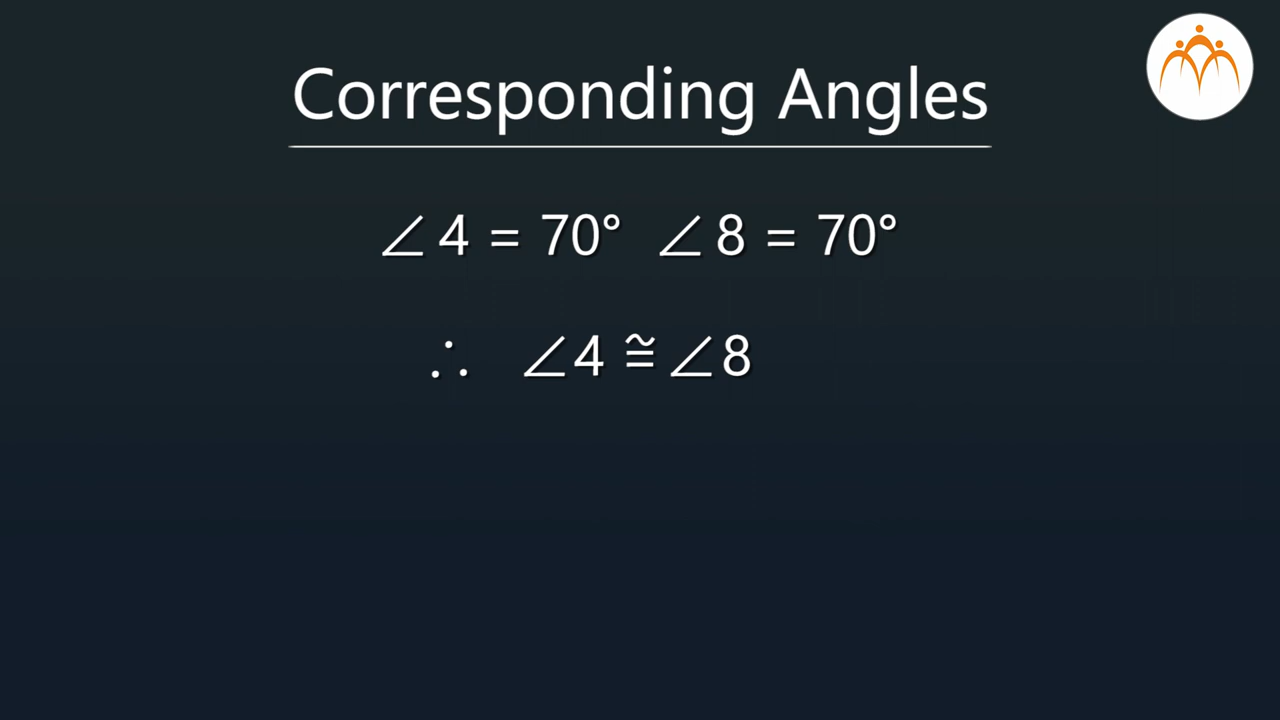 Corresponding Angles
∠4 = 70° ∠8 = 70°
∴ ∠4 ≅ ∠8